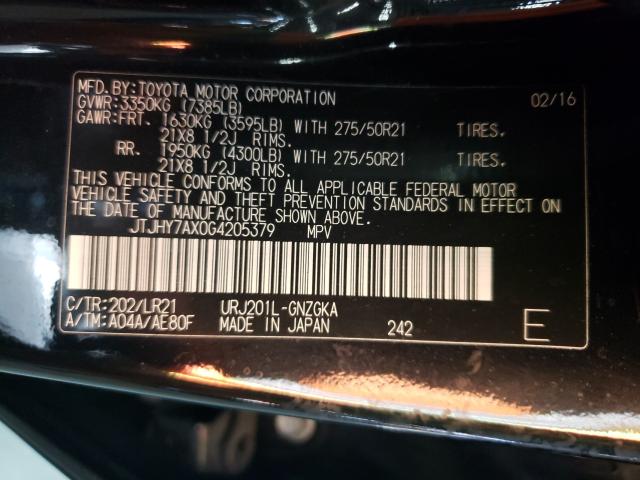 MFD.BY:TOYOTA MOTOR CORPORATION 02/16
GVWR:3350KG (7385LB)
GAWR:FRT. 1630KG (3595LB) WITH 275/50R21 TIRES.
21X8 1/2J RIMS.
RR. 1950KG (4300LB) WITH 275/50R21 TIRES.
21X8 1/2J RIMS.
THIS VEHICLE CONFORMS TO ALL APPLICABLE FEDERAL MOTOR
VEHICLE SAFETY AND THEFT PREVENTION STANDARDS IN EFFECT ON
THE DATE OF MANUFACTURE SHOWN ABOVE.
JTJHY7AX0G4205379 MPV
C/TR:202/LR21 URJ201L-GNZGKA
A/TM:A04A/AE80F MADE IN JAPAN 242 E